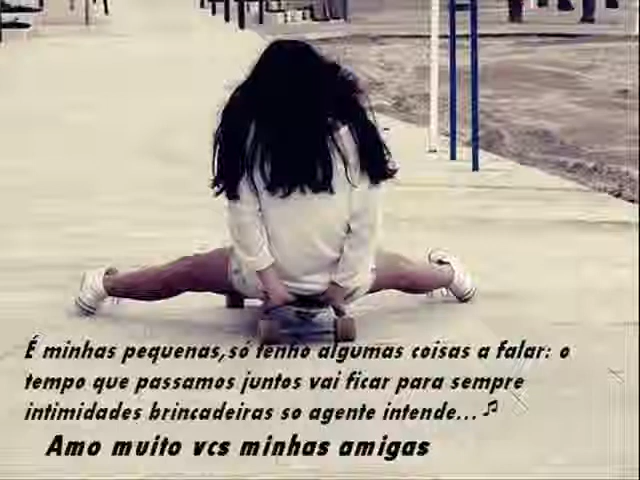 É minhas pequenas,só tenho algumas coisas a falar: o
tempo que passamos juntos vai ficar para sempre
intimidades brincadeiras so agente intende...♫
Amo muito vcs minhas amigas